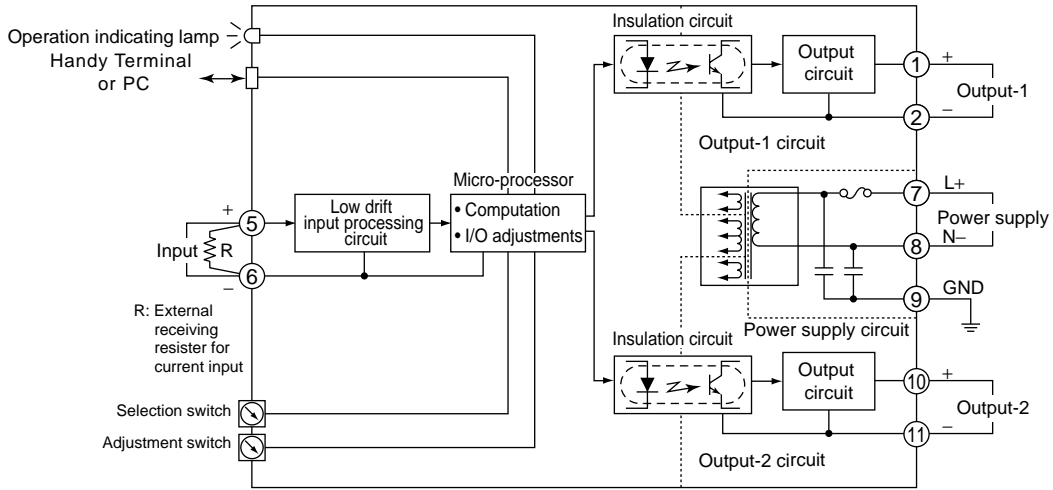 Operation indicating lamp
Handy Terminal
or PC
Insulation circuit
Output
circuit
1
+
Output-1
2
−
Output-1 circuit
Micro-processor
• Computation
• I/O adjustments
Low drift
input processing
circuit
+
5
Input
R
6
−
R: External
receiving
resister for
current input
7
L+
Power supply
8
N−
9
GND
Power supply circuit
Insulation circuit
Output
circuit
10
+
Output-2
11
−
Output-2 circuit
Selection switch
Adjustment switch